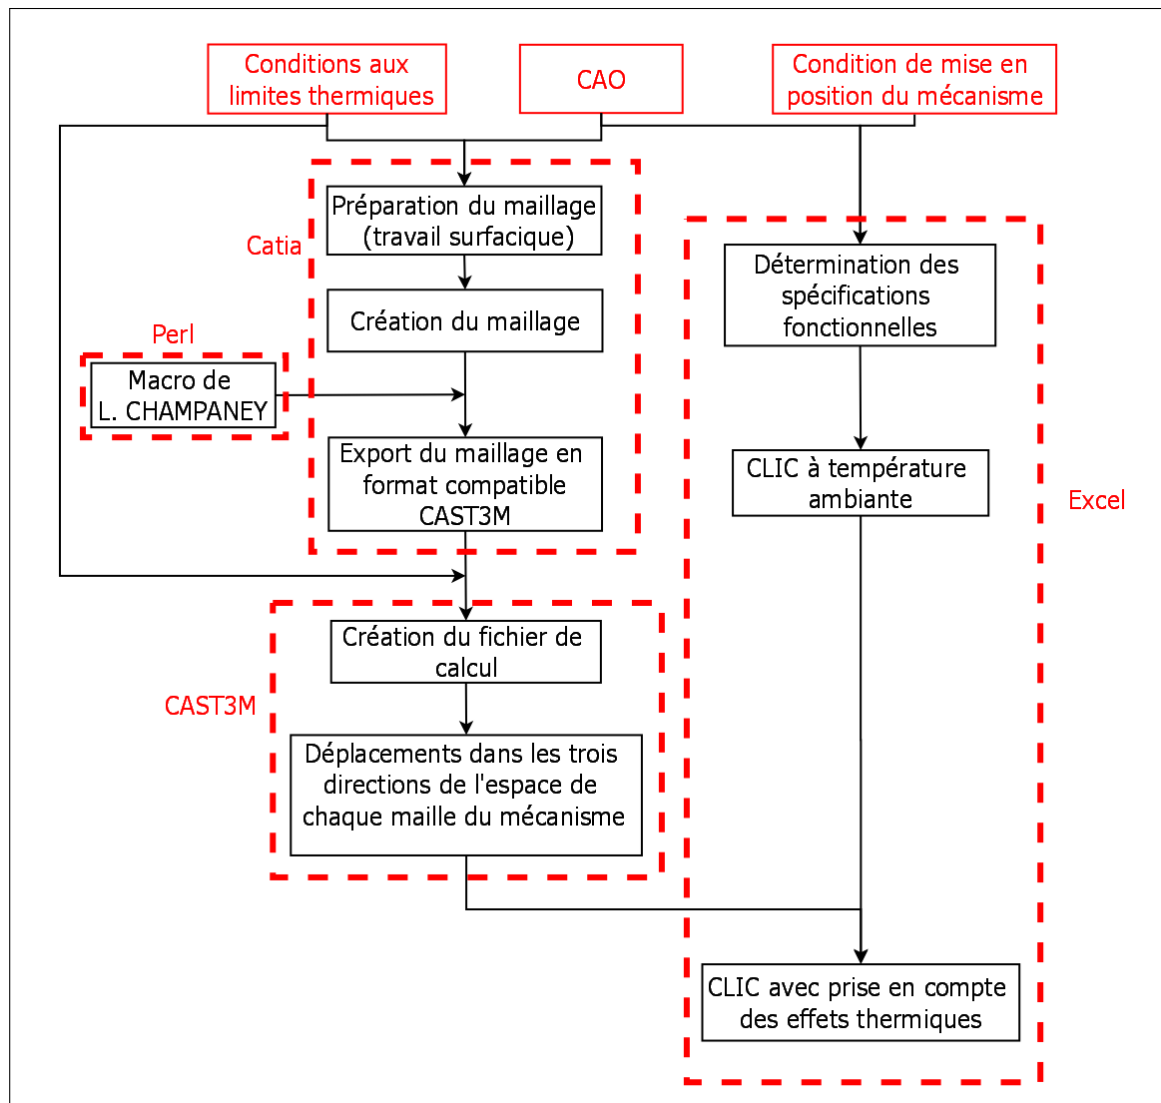 Conditions aux
limites thermiques
CAO
Condition de mise en
position du mécanisme
Catia
Préparation du maillage
(travail surfacique)
Création du maillage
Perl
Macro de
L. CHAMPANEY
Export du maillage en
format compatible
CAST3M
Détermination des
spécifications
fonctionnelles
CLIC à température
ambiante
Excel
CAST3M
Création du fichier de
calcul
Déplacements dans les trois
directions de l'espace de
chaque maille du mécanisme
CLIC avec prise en compte
des effets thermiques